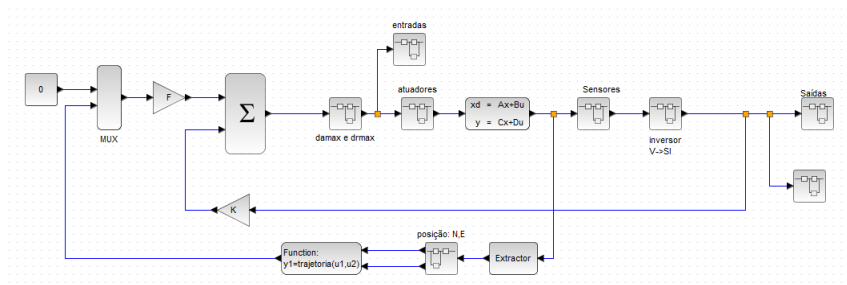 entradas
0
MUX
F
Σ
damax e drmax
atuadores
xd = Ax+Bu
y = Cx+Du
Sensores
inversor
V->SI
Saídas
K
posição: N,E
Function:
y1=trajetoria(u1,u2)
Extractor